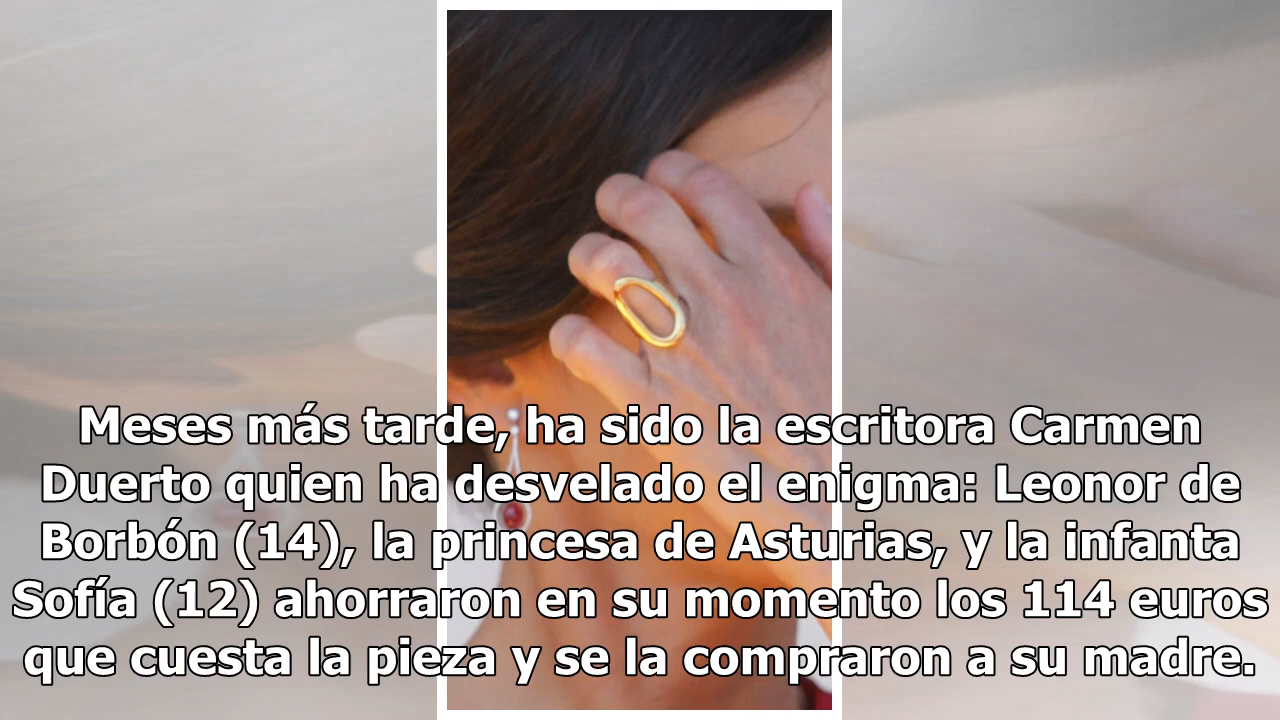 Meses más tarde, ha sido la escritora Carmen
Duerto quien ha desvelado el enigma: Leonor de
Borbón (14), la princesa de Asturias, y la infanta
Sofía (12) ahorraron en su momento los 114 euros
que cuesta la pieza y se la compraron a su madre.